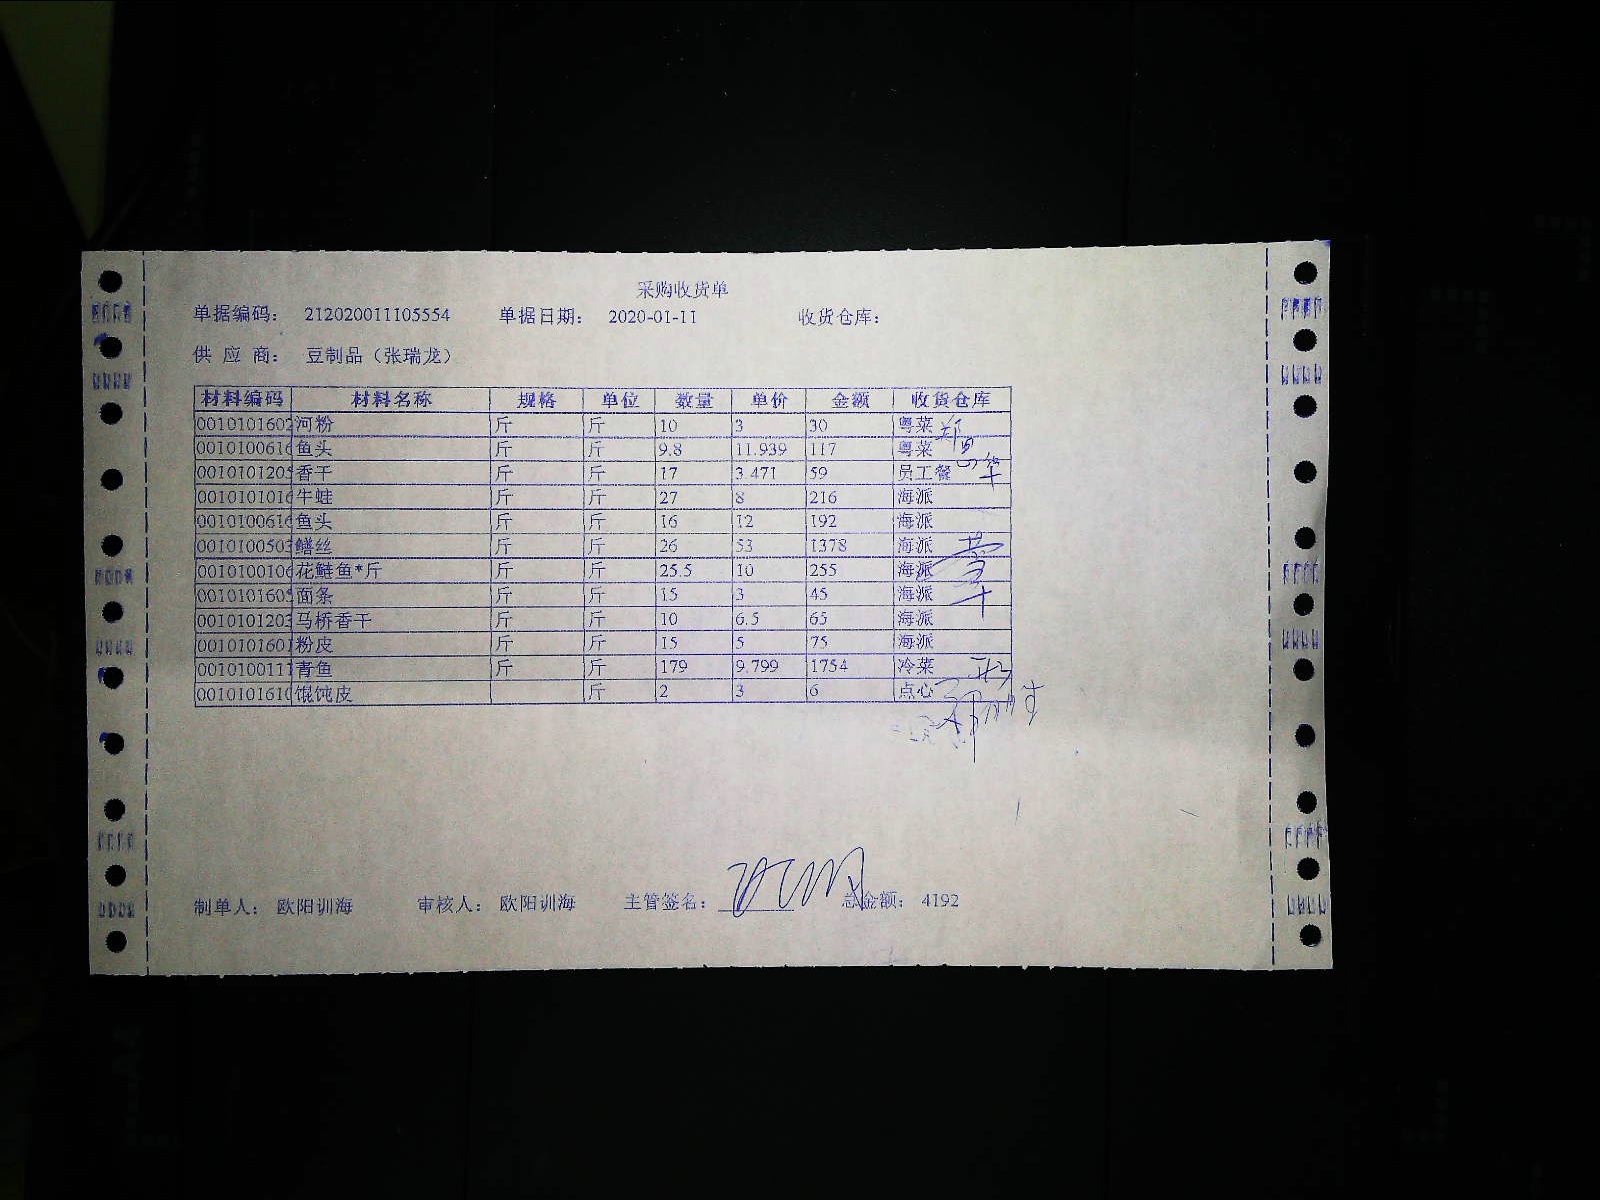 采购收货单
单据编码： 212020011105554 单据日期： 2020-01-11 收货仓库：
供 应 商： 豆制品（张瑞龙）
材料编码 材料名称 规格 单位 数量 单价 金额 收货仓库
0010101602 河粉 斤 斤 10 3 30 粤菜
0010100616 鱼头 斤 斤 9.8 11.939 117 粤菜
0010101205 香干 斤 斤 17 3.471 59 员工餐
0010101016 牛蛙 斤 斤 27 8 216 海派
0010100616 鱼头 斤 斤 16 12 192 海派
0010100503 鳝丝 斤 斤 26 53 1378 海派
0010100106 花鲢鱼*斤 斤 斤 25.5 10 255 海派
0010101605 面条 斤 斤 15 3 45 海派
0010101203 马桥香干 斤 斤 10 6.5 65 海派
0010101601 粉皮 斤 斤 15 5 75 海派
0010100111 青鱼 斤 斤 179 9.799 1754 冷菜
0010101610 馄饨皮 斤 2 3 6 点心
制单人： 欧阳训海 审核人： 欧阳训海 主管签名： 总金额： 4192